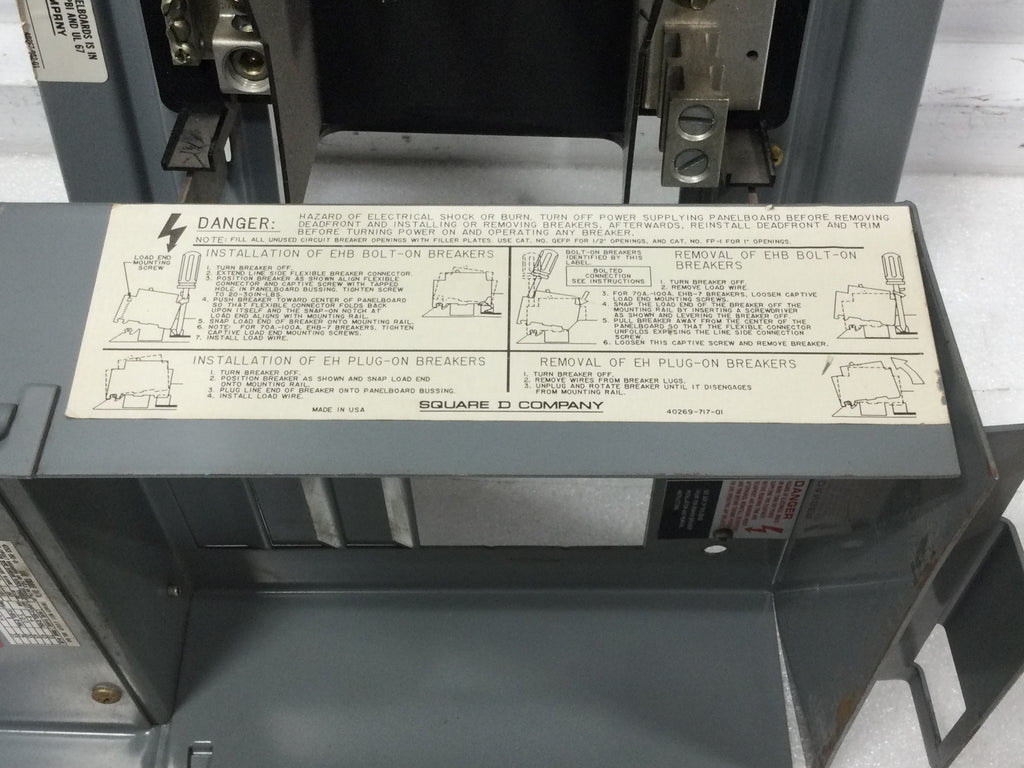 ELBOARDS IS IN
PBI AND UL 67
MPANY
DANGER: HAZARD OF ELECTRICAL SHOCK OR BURN. TURN OFF POWER SUPPLYING PANELBOARD BEFORE REMOVING
DEADFRONT AND INSTALLING OR REMOVING BREAKERS. AFTERWARDS, REINSTALL DEADFRONT AND TRIM
BEFORE TURNING POWER ON AND OPERATING ANY BREAKER.
NOTE: FILL ALL UNUSED CIRCUIT BREAKER OPENINGS WITH FILLER PLATES. USE CAT. NO. QEFP FOR 1/2" OPENINGS, AND CAT. NO. FP-1 FOR 1" OPENINGS.
INSTALLATION OF EHB BOLT-ON BREAKERS
LOAD END
MOUNTING
SCREW
1. TURN BREAKER OFF.
2. EXTEND LINE SIDE FLEXIBLE BREAKER CONNECTOR.
3. POSITION BREAKER AS SHOWN ALIGN FLEXIBLE
CONNECTOR AND CAPTIVE SCREW WITH TAPPED
HOLE IN PANELBOARD BUSSING. TIGHTEN SCREW
TO 20-25IN-LBS.
4. PUSH BREAKER TOWARD CENTER OF PANELBOARD
SO THAT FLEXIBLE CONNECTOR FOLDS BACK
UPON ITSELF AND THE SNAP-ON NOTCH AT
LOAD END ALIGNS WITH MOUNTING RAIL.
5. SNAP LOAD END OF BREAKER ONTO MOUNTING RAIL.
6. NOTE: FOR 70A.-100A. EHB-7 BREAKERS, TIGHTEN
CAPTIVE LOAD END MOUNTING SCREWS.
7. INSTALL LOAD WIRE.
BOLT-ON BREAKERS
IDENTIFIED BY THIS
LABEL.
BOLTED
CONNECTION
SEE INSTRUCTIONS
REMOVAL OF EHB BOLT-ON
BREAKERS
1. TURN BREAKER OFF.
2. REMOVE LOAD WIRE.
3. FOR 70A.-100A. EHB-7 BREAKERS, LOOSEN CAPTIVE
LOAD END MOUNTING SCREWS.
4. SNAP THE LOAD END OF THE BREAKER OFF THE
MOUNTING RAIL BY INSERTING A SCREWDRIVER
AS SHOWN AND LEVERING THE BREAKER OFF.
5. PULL BREAKER AWAY FROM THE CENTER OF THE
PANELBOARD SO THAT THE FLEXIBLE CONNECTOR
UNFOLDS EXPOSING THE LINE SIDE CONNECTION
SCREW.
6. LOOSEN THIS CAPTIVE SCREW AND REMOVE BREAKER.
INSTALLATION OF EH PLUG-ON BREAKERS
1. TURN BREAKER OFF.
2. POSITION BREAKER AS SHOWN AND SNAP LOAD END
ONTO MOUNTING RAIL.
3. PLUG LINE END OF BREAKER ONTO PANELBOARD BUSSING.
4. INSTALL LOAD WIRE.
REMOVAL OF EH PLUG-ON BREAKERS
1. TURN BREAKER OFF.
2. REMOVE WIRES FROM BREAKER LUGS.
3. UNPLUG AND ROTATE BREAKER UNTIL IT DISENGAGES
FROM MOUNTING RAIL.
MADE IN USA
SQUARE D COMPANY
40269-717-01
DANGER